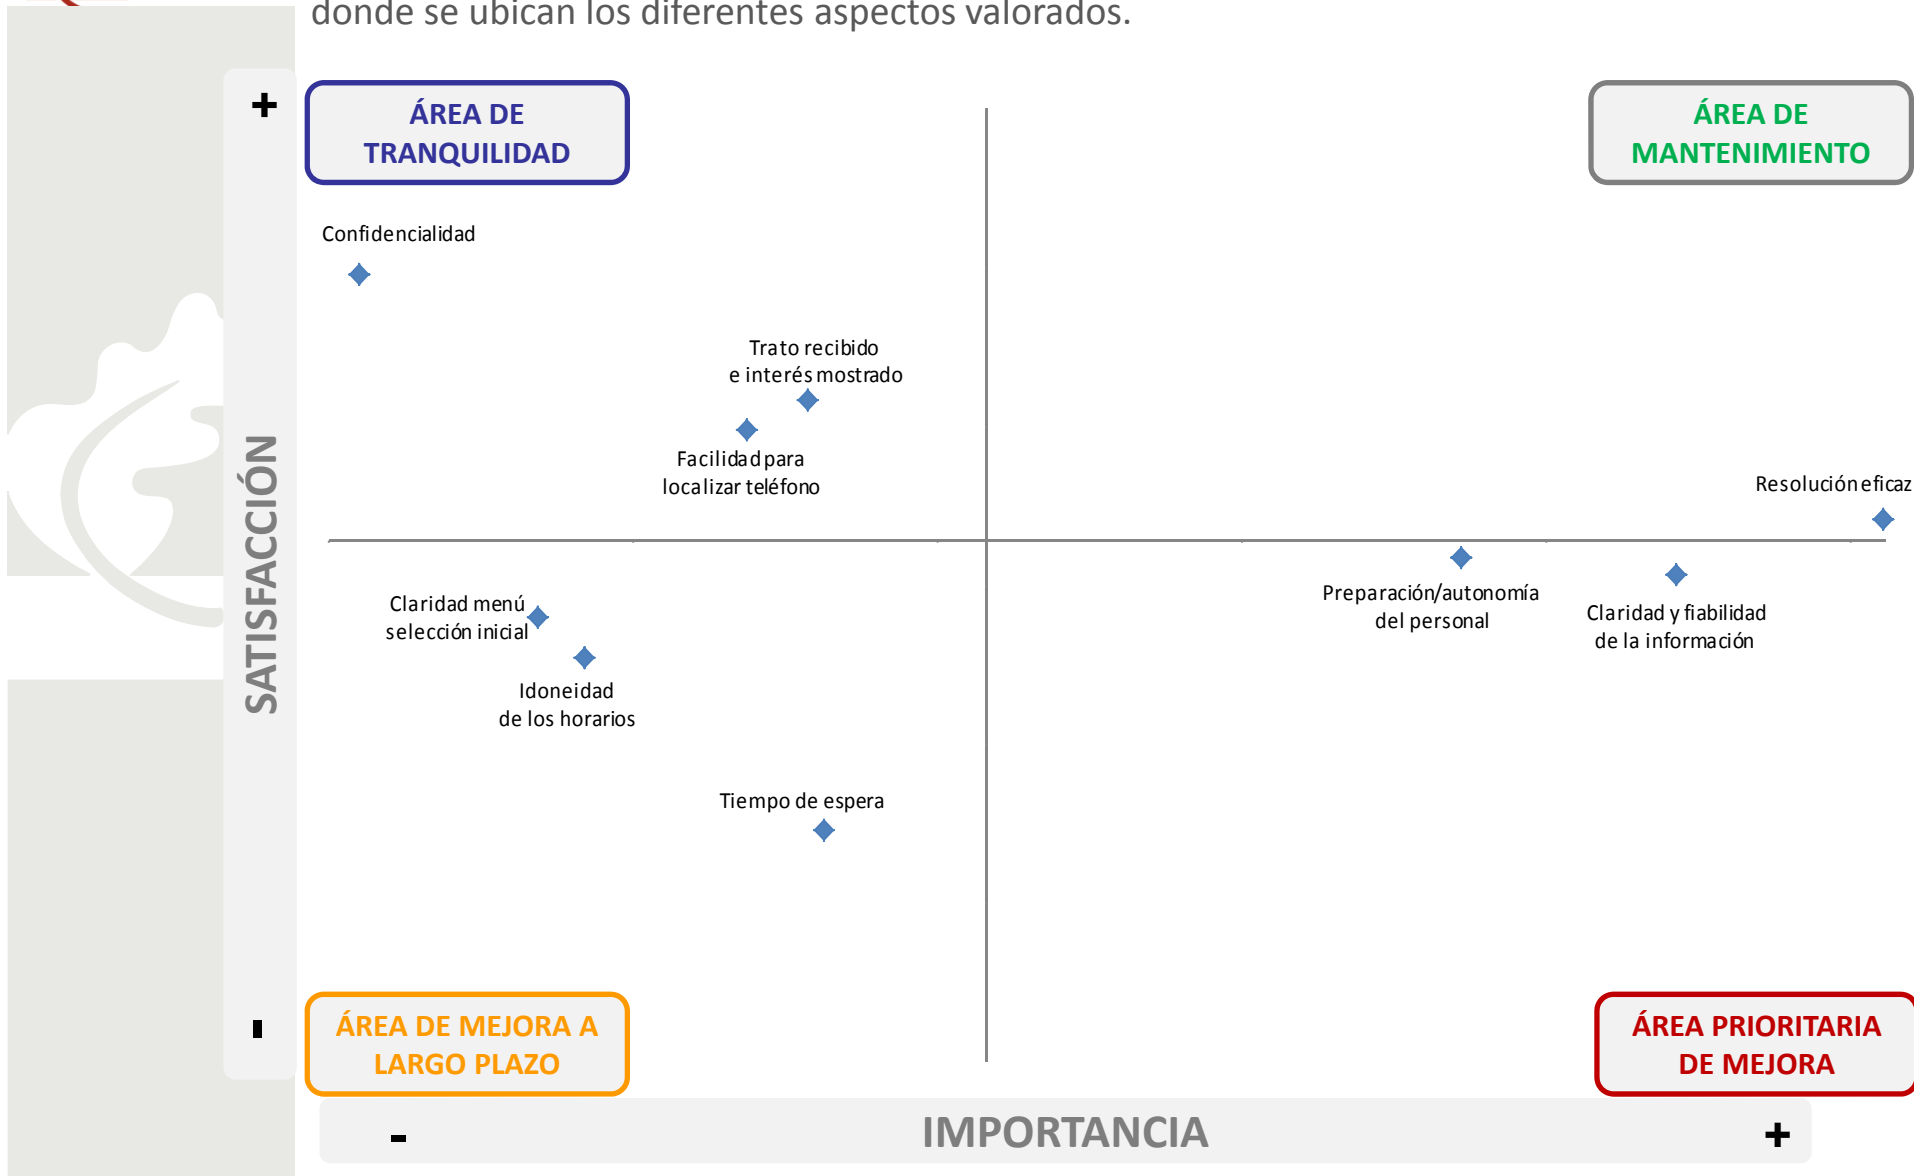 donde se ubican los diferentes aspectos valorados.
+
ÁREA DE
TRANQUILIDAD
ÁREA DE
MANTENIMIENTO
Confidencialidad
Trato recibido
e interés mostrado
Facilidad para
localizar teléfono
Resolución eficaz
SATISFACCIÓN
Claridad menú
selección inicial
Preparación/autonomía
del personal
Claridad y fiabilidad
de la información
Idoneidad
de los horarios
Tiempo de espera
-
ÁREA DE MEJORA A
LARGO PLAZO
ÁREA PRIORITARIA
DE MEJORA
- IMPORTANCIA +